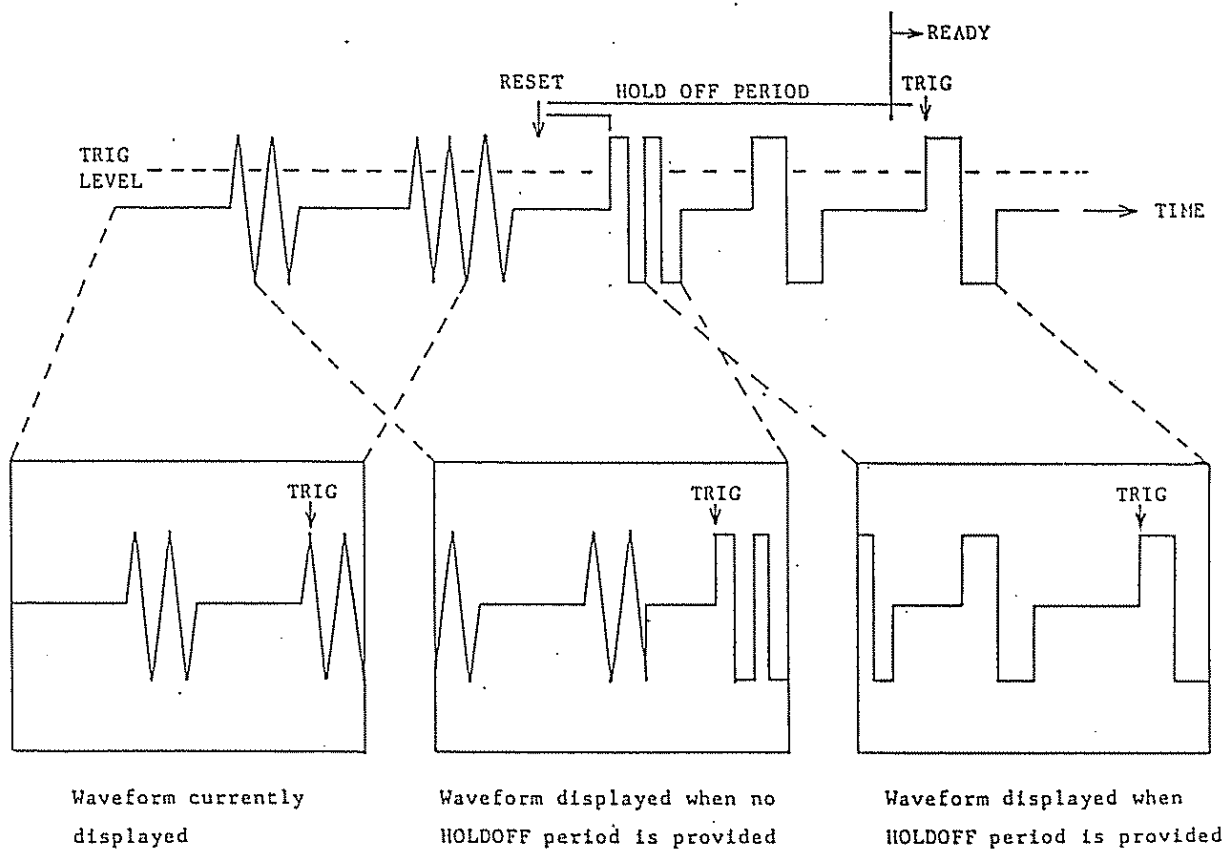 READY
RESET
HOLD OFF PERIOD
TRIG
TRIG
LEVEL
TIME
TRIG
TRIG
TRIG
Waveform currently
displayed
Waveform displayed when no
HOLDOFF period is provided
Waveform displayed when
HOLDOFF period is provided